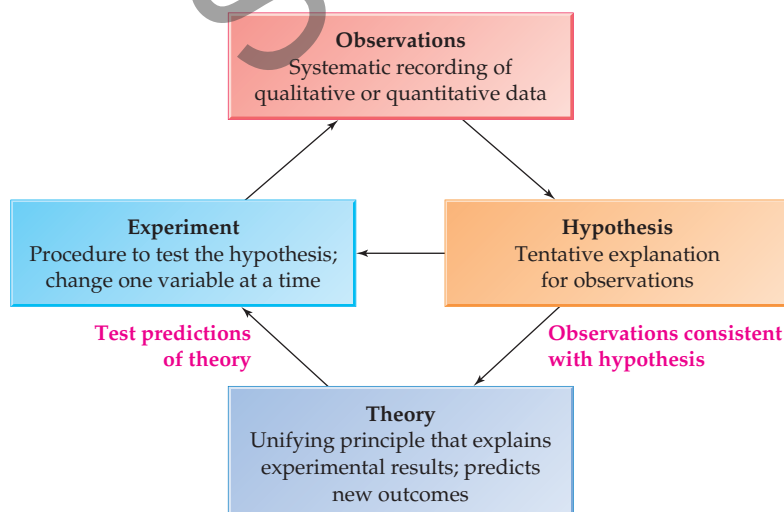 Observations
Systematic recording of
qualitative or quantitative data
Experiment
Procedure to test the hypothesis;
change one variable at a time
Hypothesis
Tentative explanation
for observations
Test predictions
of theory
Observations consistent
with hypothesis
Theory
Unifying principle that explains
experimental results; predicts
new outcomes